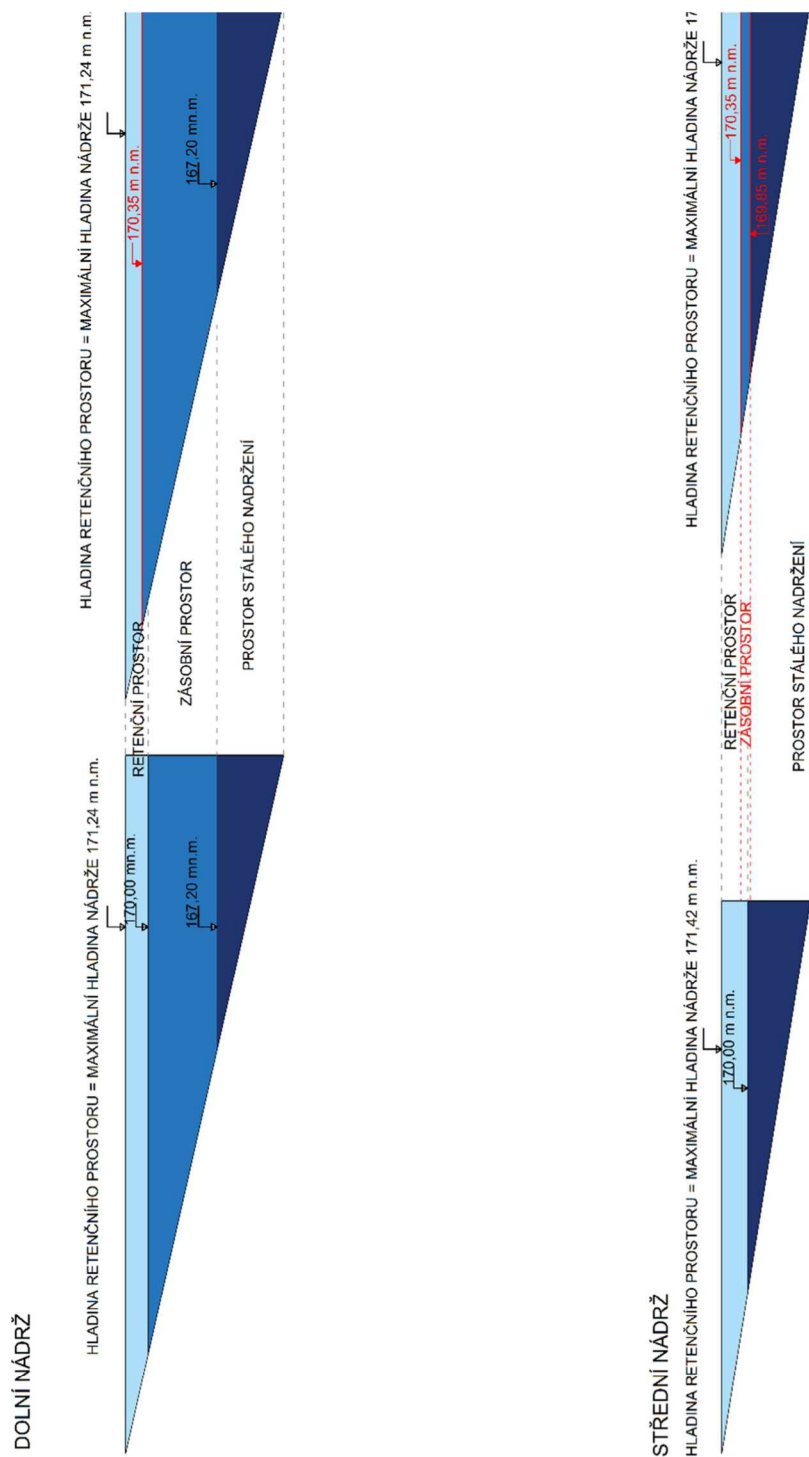 DOLNÍ NÁDRŽ
HLADINA RETENČNÍHO PROSTORU = MAXIMÁLNÍ HLADINA NÁDRŽE 171,24 m n.m.
170,00 mn.m.
167,20 mn.m.
RETENČNÍ PROSTOR
ZÁSOBNÍ PROSTOR
PROSTOR STÁLÉHO NADRŽENÍ
HLADINA RETENČNÍHO PROSTORU = MAXIMÁLNÍ HLADINA NÁDRŽE 171,24 m n.m.
170,35 m n.m.
167,20 mn.m.
STŘEDNÍ NÁDRŽ
HLADINA RETENČNÍHO PROSTORU = MAXIMÁLNÍ HLADINA NÁDRŽE 171,42 m n.m.
170,00 m n.m.
RETENČNÍ PROSTOR
ZÁSOBNÍ PROSTOR
PROSTOR STÁLÉHO NADRŽENÍ
HLADINA RETENČNÍHO PROSTORU = MAXIMÁLNÍ HLADINA NÁDRŽE 17
170,35 m n.m.
169,85 m n.m.